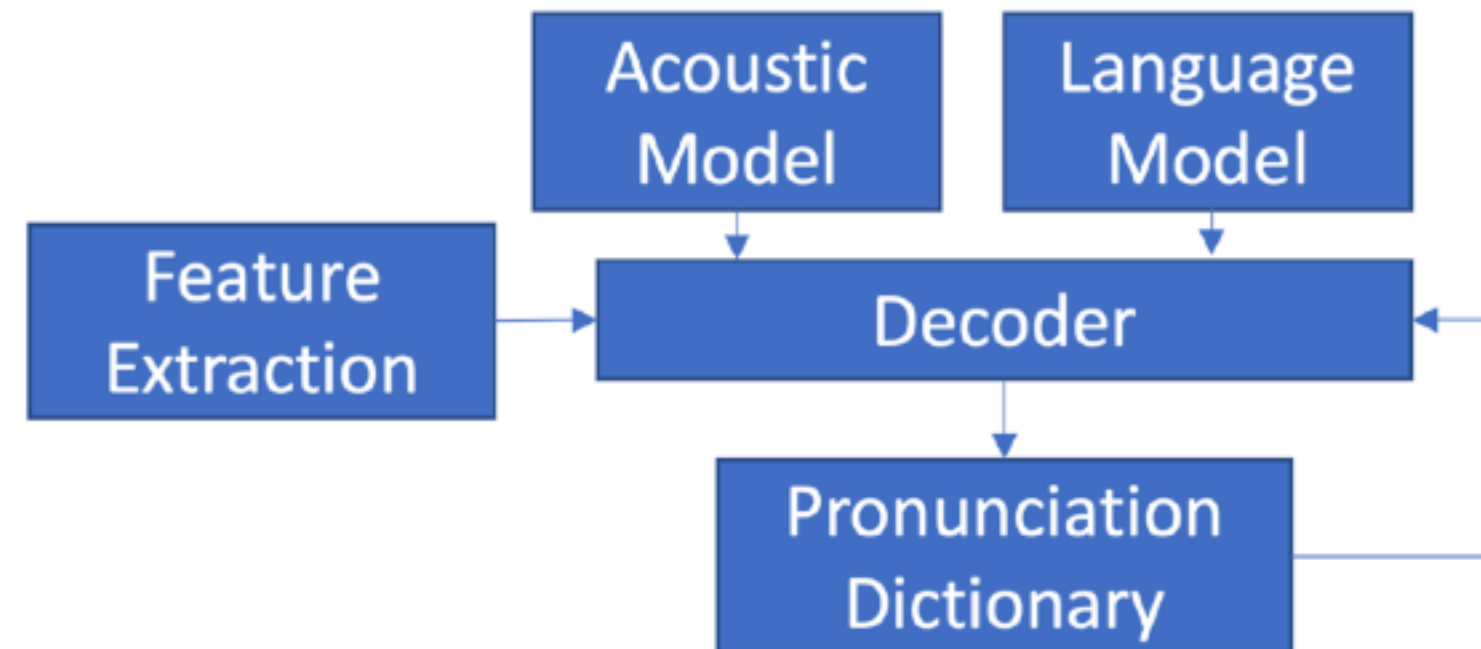 Acoustic
Model
Language
Model
Feature
Extraction
Decoder
Pronunciation
Dictionary